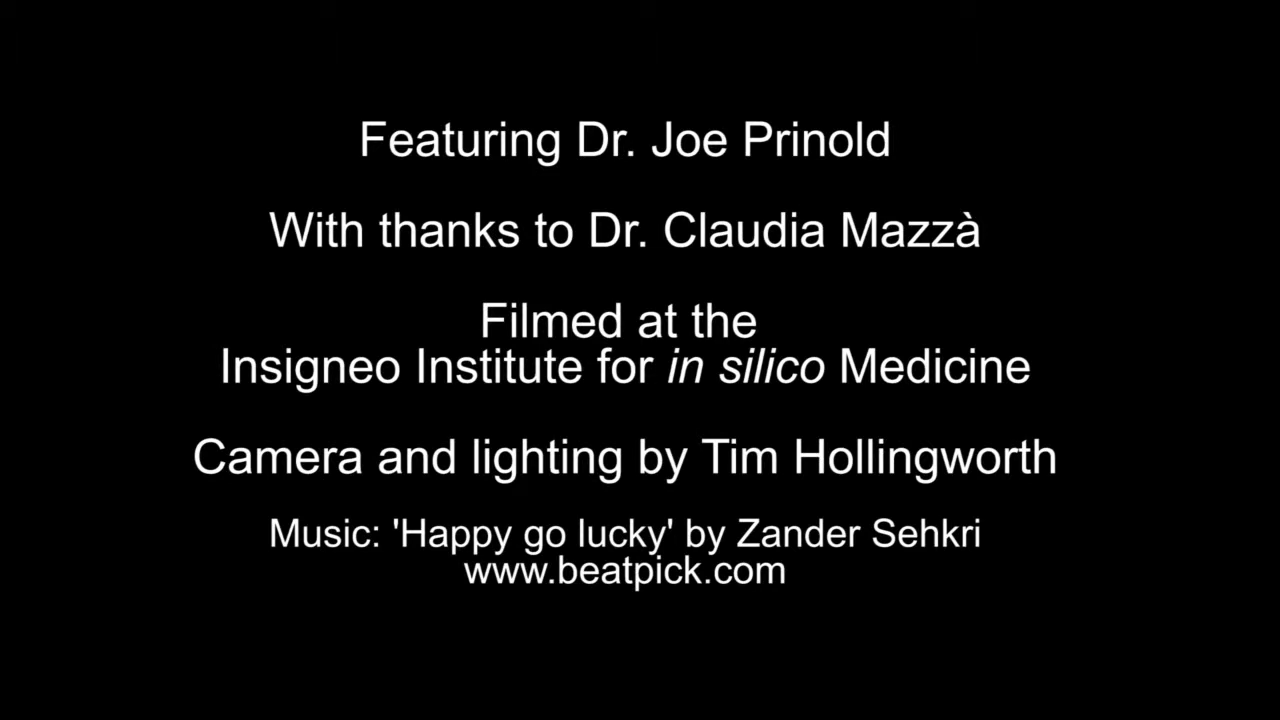 Featuring Dr. Joe Prinold
With thanks to Dr. Claudia Mazzà
Filmed at the
Insigneo Institute for in silico Medicine
Camera and lighting by Tim Hollingworth
Music: 'Happy go lucky' by Zander Sehkri
www.beatpick.com